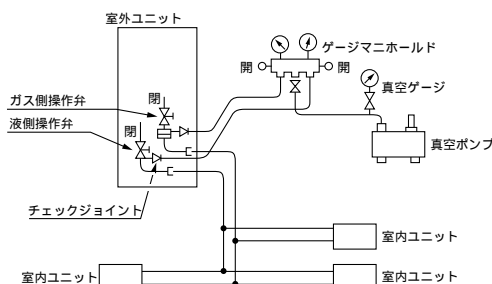 室外ユニット
ゲージマニホールド
開
開
真空ゲージ
ガス側操作弁
閉
液側操作弁
閉
真空ポンプ
チェックジョイント
室内ユニット
室内ユニット
室内ユニット